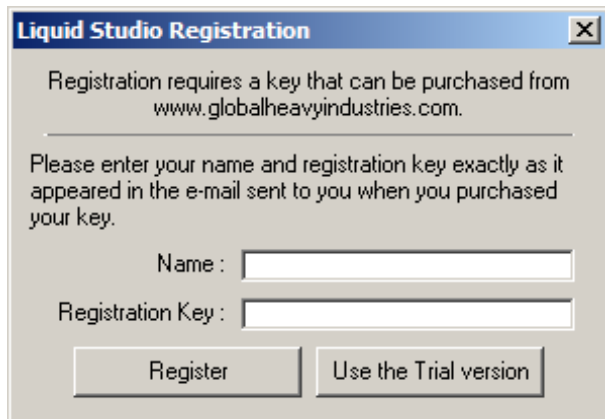 Liquid Studio Registration
Registration requires a key that can be purchased from
www.globalheavyindustries.com.
Please enter your name and registration key exactly as it
appeared in the e-mail sent to you when you purchased
your key.
Name :
Registration Key :
Register
Use the Trial version